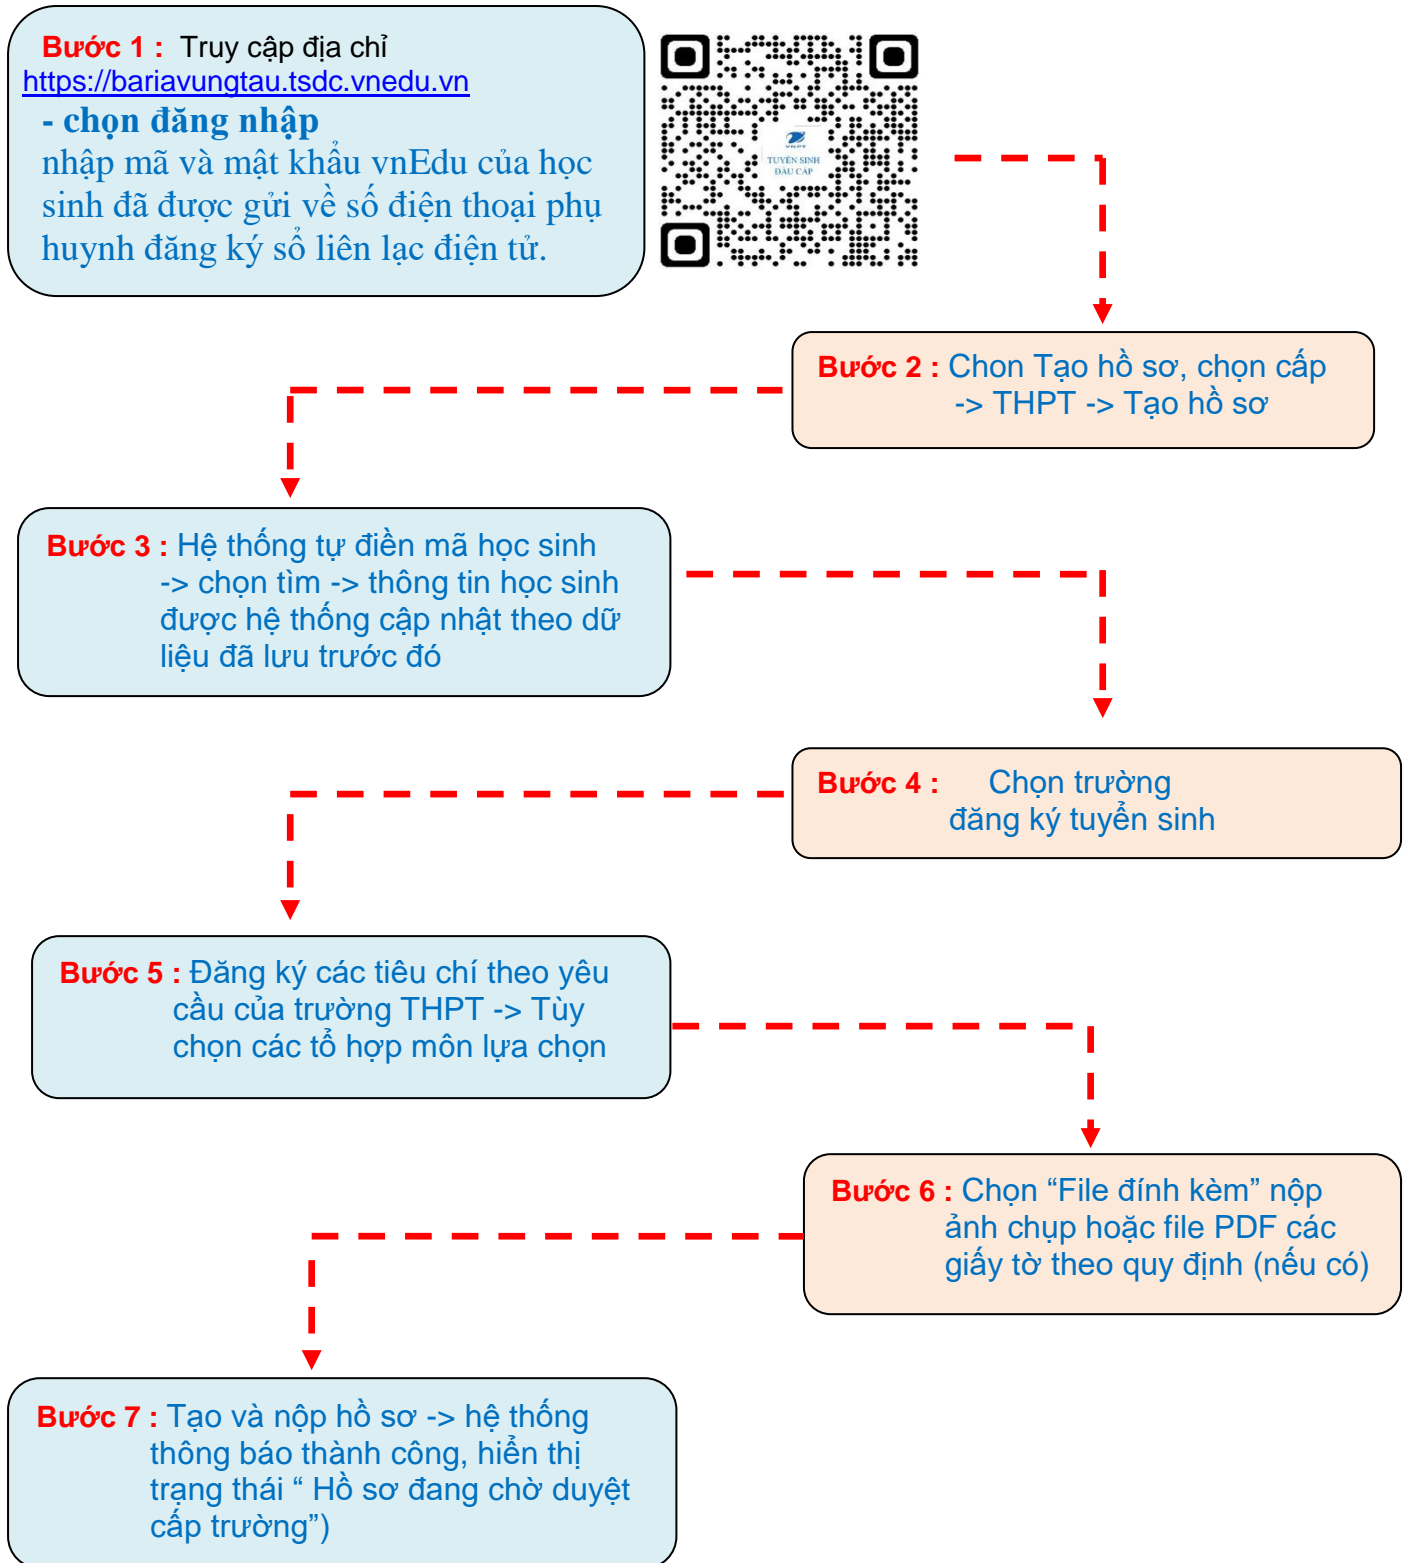 Bước 1 : Truy cập địa chỉ
https://bariavungtau.tsdc.vnedu.vn
- chọn đăng nhập
nhập mã và mật khẩu vnEdu của học
sinh đã được gửi về số điện thoại phụ
huynh đăng ký sổ liên lạc điện tử.
VNPT
TUYỂN SINH
ĐẦU CẤP
Bước 2 : Chon Tạo hồ sơ, chọn cấp
-> THPT -> Tạo hồ sơ
Bước 3 : Hệ thống tự điền mã học sinh
-> chọn tìm -> thông tin học sinh
được hệ thống cập nhật theo dữ
liệu đã lưu trước đó
Bước 4 : Chọn trường
đăng ký tuyển sinh
Bước 5 : Đăng ký các tiêu chí theo yêu
cầu của trường THPT -> Tùy
chọn các tổ hợp môn lựa chọn
Bước 6 : Chọn “File đính kèm” nộp
ảnh chụp hoặc file PDF các
giấy tờ theo quy định (nếu có)
Bước 7 : Tạo và nộp hồ sơ -> hệ thống
thông báo thành công, hiển thị
trạng thái “ Hồ sơ đang chờ duyệt
cấp trường”)